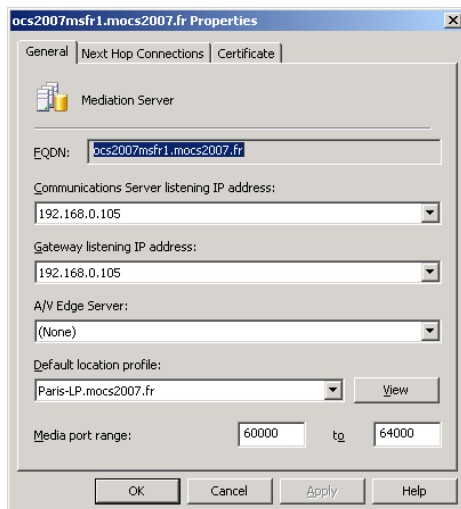 ocs2007msfr1.mocs2007.fr Properties
General Next Hop Connections Certificate
Mediation Server
FQDN: ocs2007msfr1.mocs2007.fr
Communications Server listening IP address:
192.168.0.105
Gateway listening IP address:
192.168.0.105
A/V Edge Server:
(None)
Default location profile:
Paris-LP.mocs2007.fr View
Media port range: 60000 to 64000
OK Cancel Apply Help